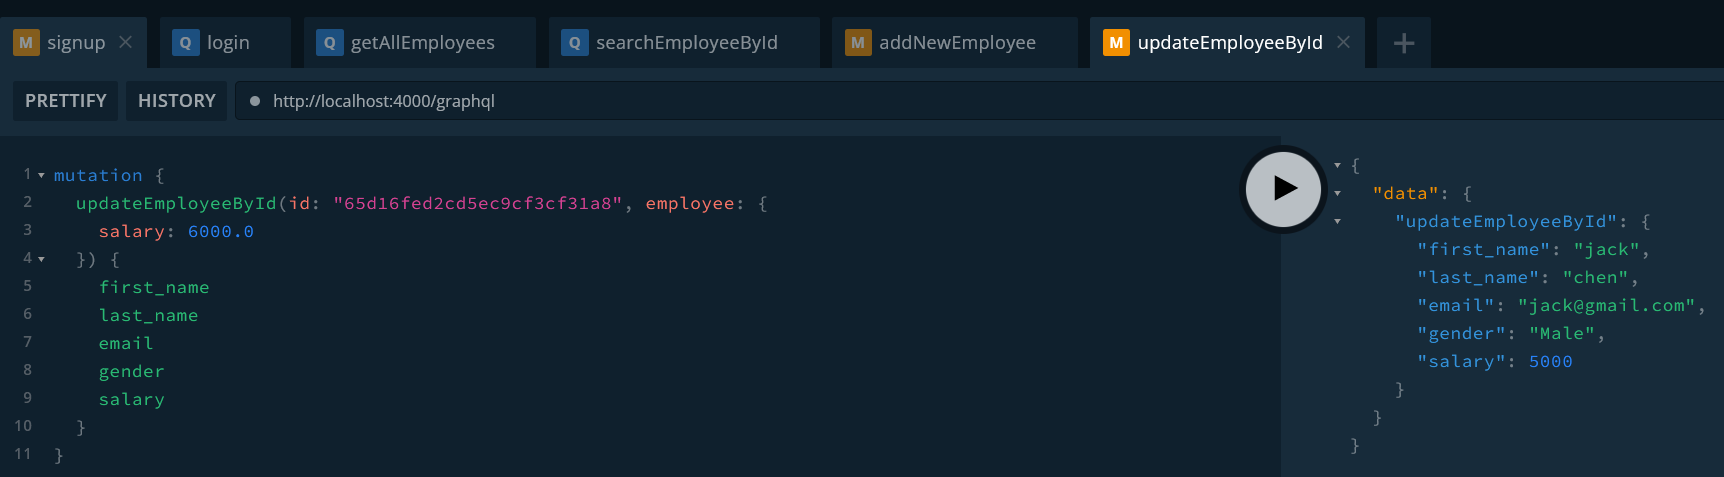 M signup × Q login Q getAllEmployees Q searchEmployeeById M addNewEmployee M updateEmployeeById × +
PRETTIFY HISTORY http://localhost:4000/graphql
1 mutation {
2 updateEmployeeById(id: "65d16fed2cd5ec9cf3cf31a8", employee: {
3 salary: 6000.0
4 }) {
5 first_name
6 last_name
7 email
8 gender
9 salary
10 }
11 }
{
"data": {
"updateEmployeeById": {
"first_name": "jack",
"last_name": "chen",
"email": "jack@gmail.com",
"gender": "Male",
"salary": 5000
}
}
}